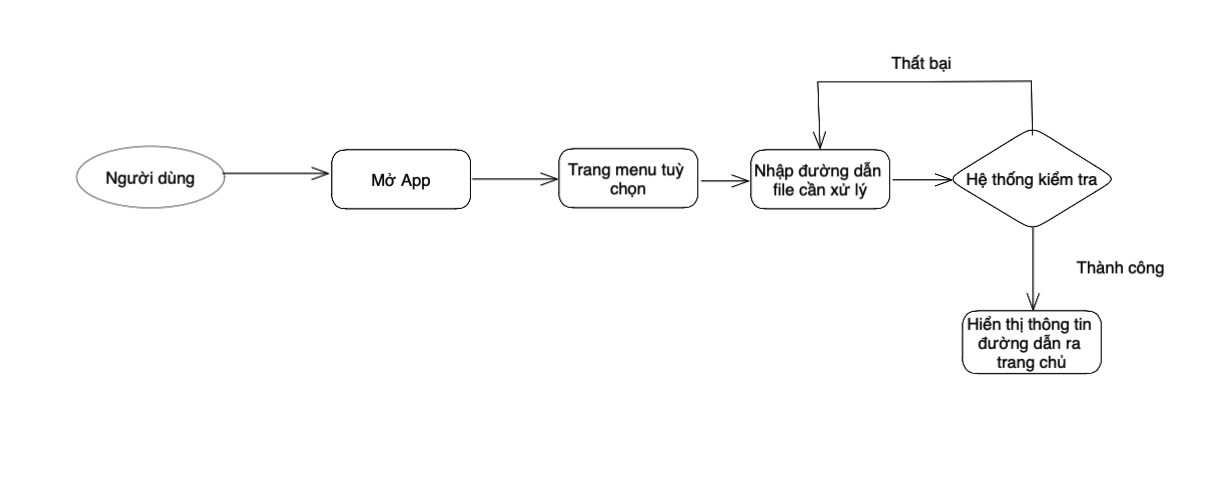 Thất bại
Người dùng
Mở App
Trang menu tuỳ
chọn
Nhập đường dẫn
file cần xử lý
Hệ thống kiểm tra
Thành công
Hiển thị thông tin
đường dẫn ra
trang chủ